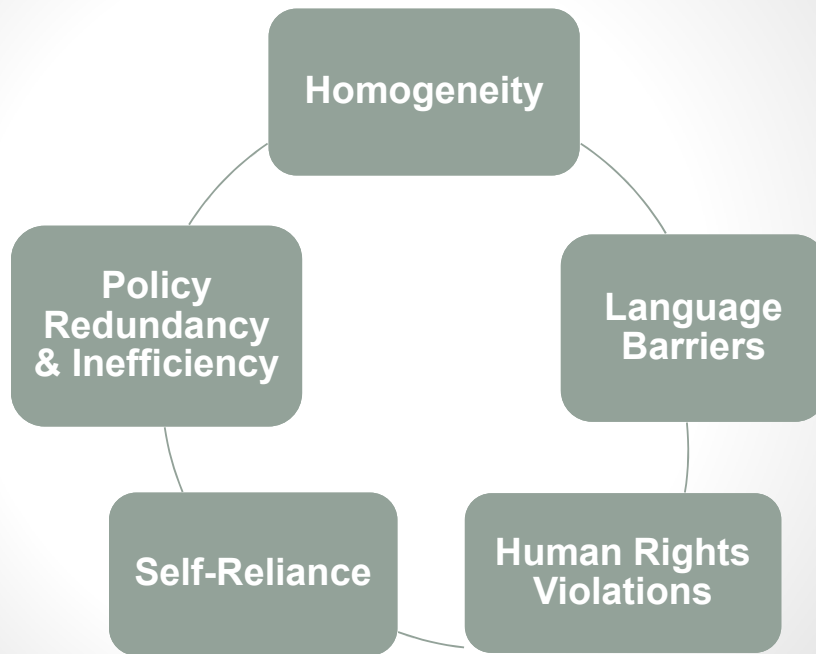 Homogeneity
Language
Barriers
Human Rights
Violations
Self-Reliance
Policy
Redundancy
& Inefficiency